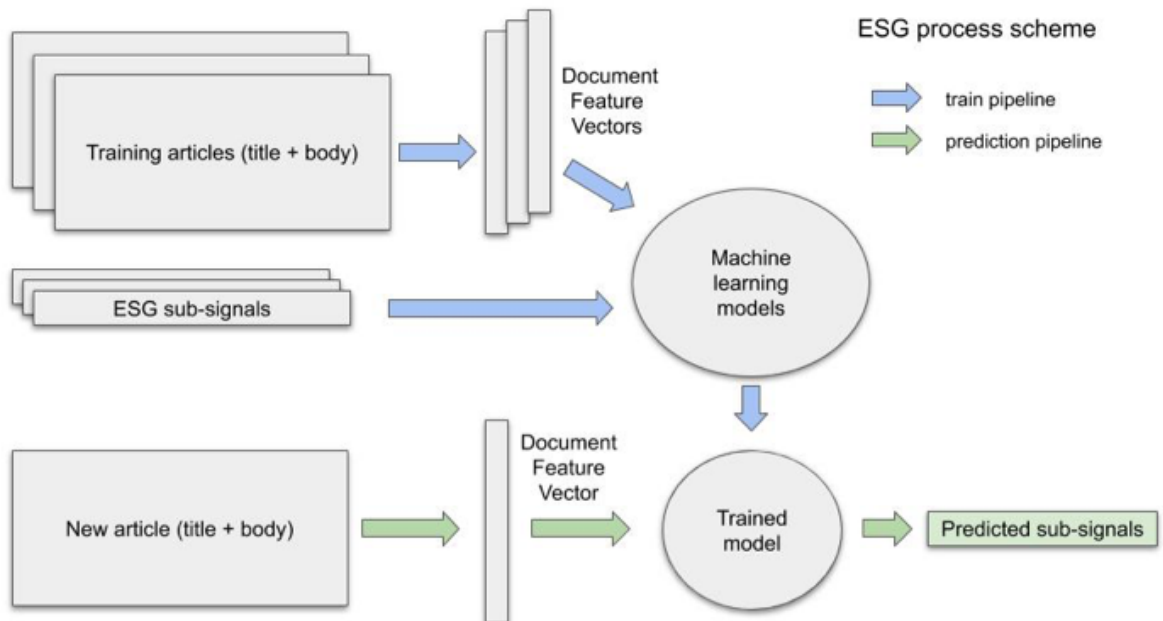 ESG process scheme
train pipeline
prediction pipeline
Training articles (title + body)
Document
Feature
Vectors
ESG sub-signals
Machine
learning
models
New article (title + body)
Document
Feature
Vector
Trained
model
Predicted sub-signals